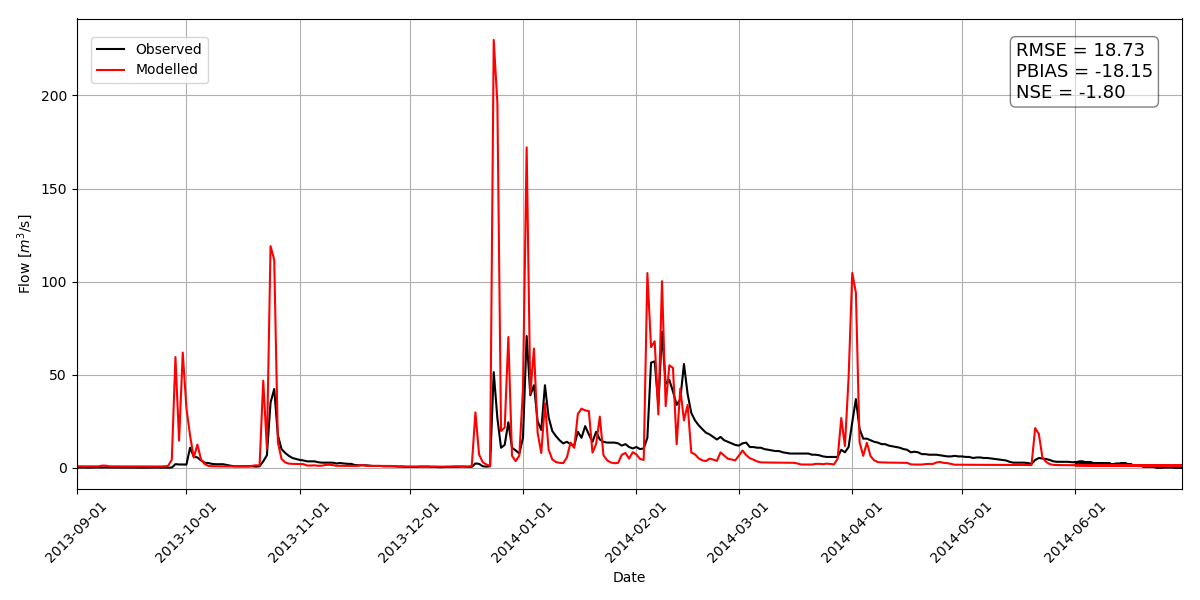 Observed
Modelled
RMSE = 18.73
PBIAS = -18.15
NSE = -1.80
Flow [m³/s]
200
150
100
50
0
2013-09-01
2013-10-01
2013-11-01
2013-12-01
2014-01-01
2014-02-01
2014-03-01
2014-04-01
2014-05-01
2014-06-01
Date